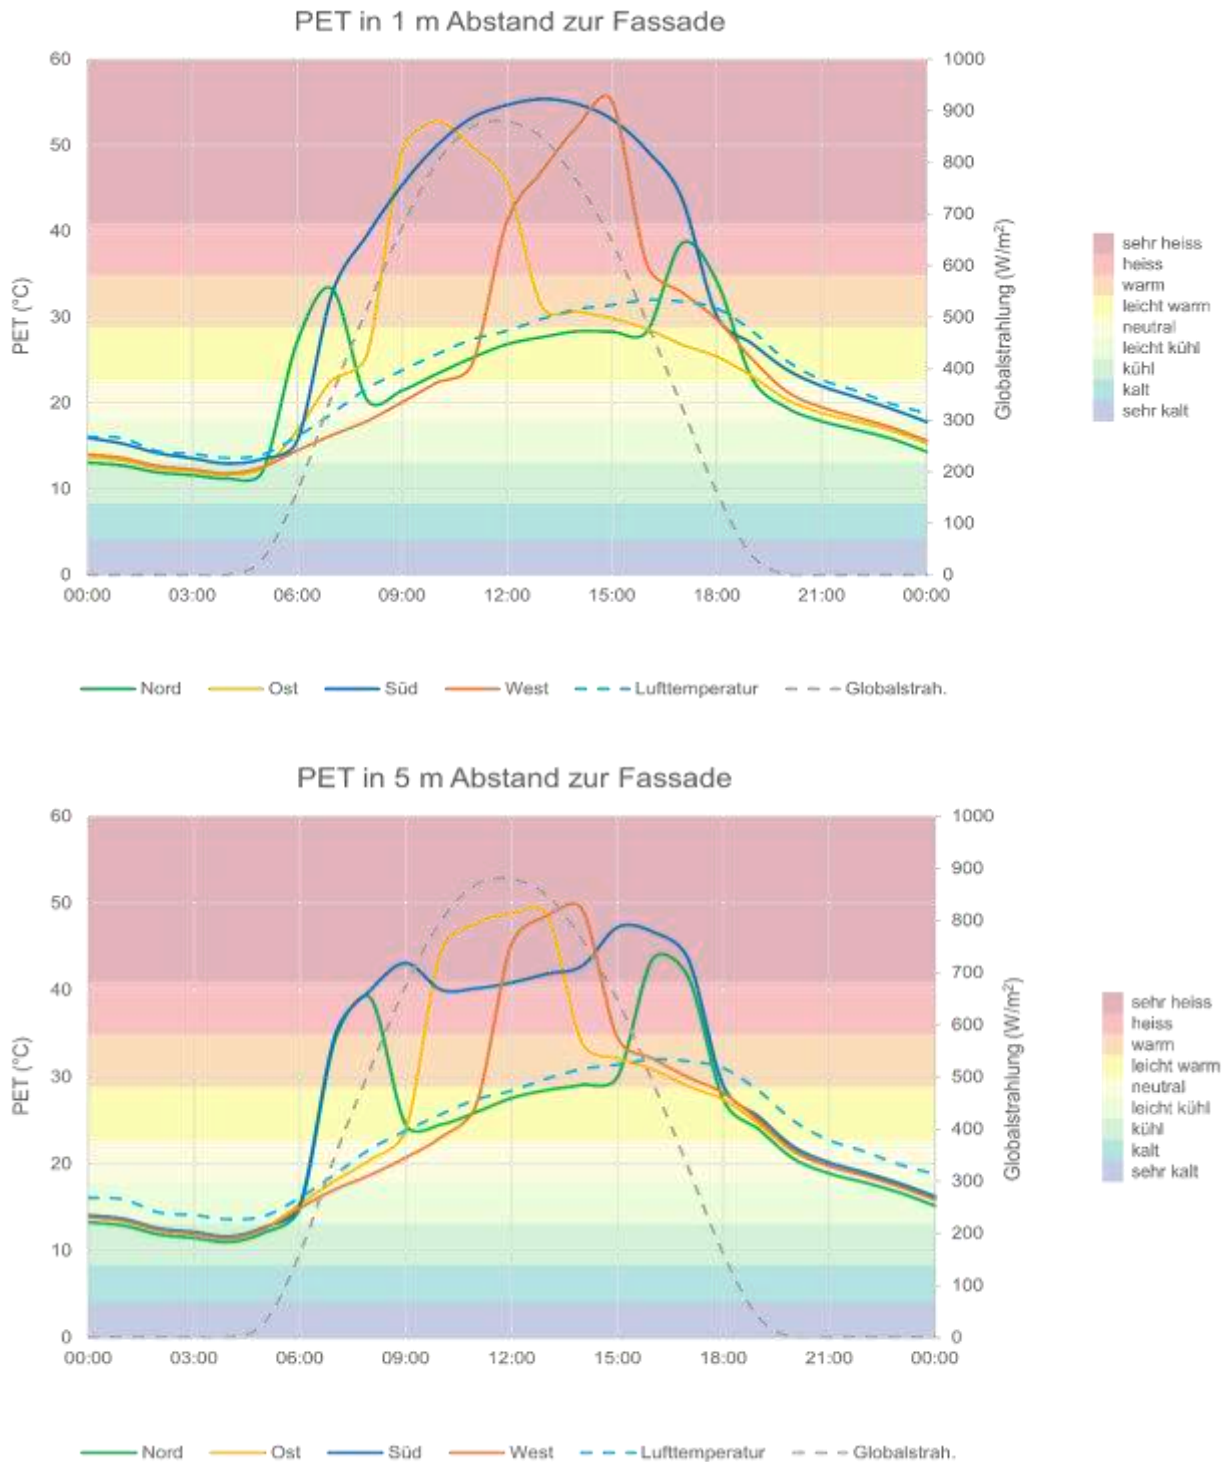 PET in 1 m Abstand zur Fassade
60
50
40
30
20
10
0
PET (°C)
1000
900
800
700
600
500
400
300
200
100
0
Globalstrahlung (W/m²)
00:00 03:00 06:00 09:00 12:00 15:00 18:00 21:00 00:00
sehr heiss
heiss
warm
leicht warm
neutral
leicht kühl
kühl
kalt
sehr kalt
Nord Ost Süd West Lufttemperatur Globalstrah.
PET in 5 m Abstand zur Fassade
60
50
40
30
20
10
0
PET (°C)
1000
900
800
700
600
500
400
300
200
100
0
Globalstrahlung (W/m²)
00:00 03:00 06:00 09:00 12:00 15:00 18:00 21:00 00:00
sehr heiss
heiss
warm
leicht warm
neutral
leicht kühl
kühl
kalt
sehr kalt
Nord Ost Süd West Lufttemperatur Globalstrah.